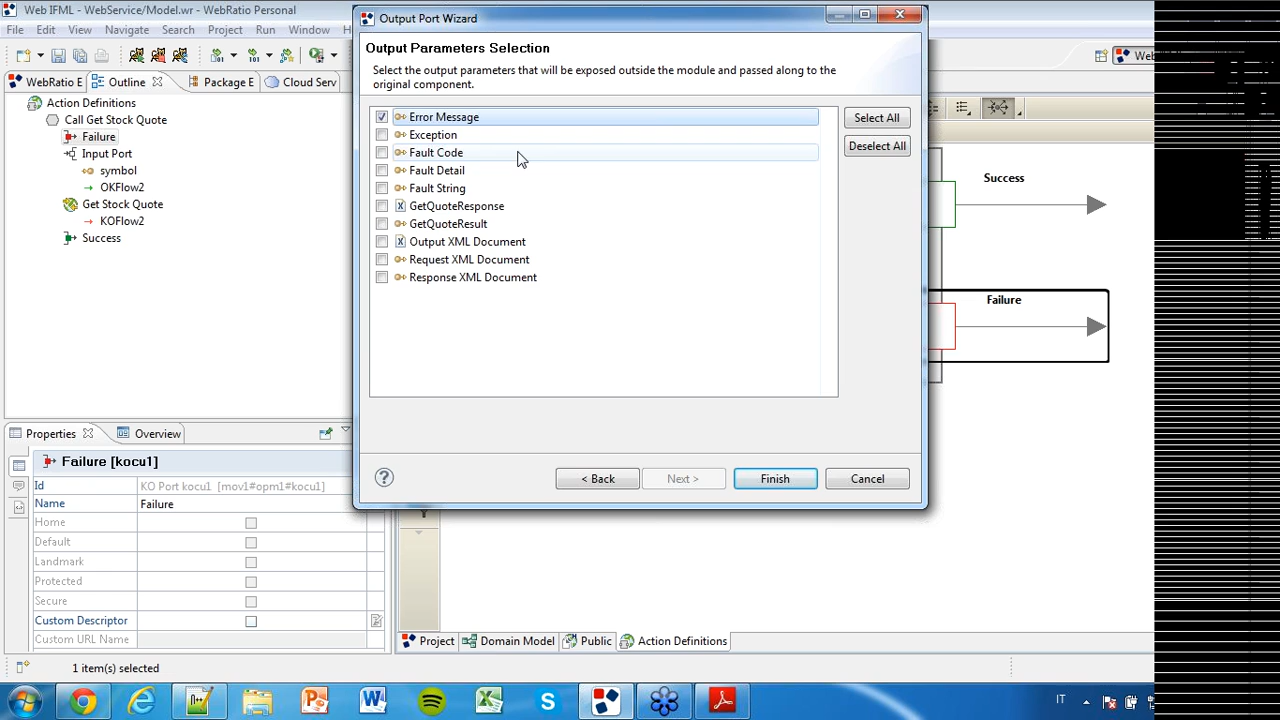 Web IFML - WebService/Model.wr - WebRatio Personal
File Edit View Navigate Search Project Run Window H
WebRatio E
Outline
Package E
Cloud Serv
Action Definitions
Call Get Stock Quote
Failure
Input Port
symbol
OKFlow2
Get Stock Quote
KOFlow2
Success
Output Port Wizard
Output Parameters Selection
Select the output parameters that will be exposed outside the module and passed along to the
original component.
Error Message
Exception
Fault Code
Fault Detail
Fault String
GetQuoteResponse
GetQuoteResult
Output XML Document
Request XML Document
Response XML Document
Select All
Deselect All
< Back
Next >
Finish
Cancel
Success
Failure
Properties
Overview
Failure [kocu1]
Id KO Port kocu1 [mov1#opm1#kocu1]
Name Failure
Home
Default
Landmark
Protected
Secure
Custom Descriptor
Custom URL Name
Project
Domain Model
Public
Action Definitions
1 item(s) selected
IT